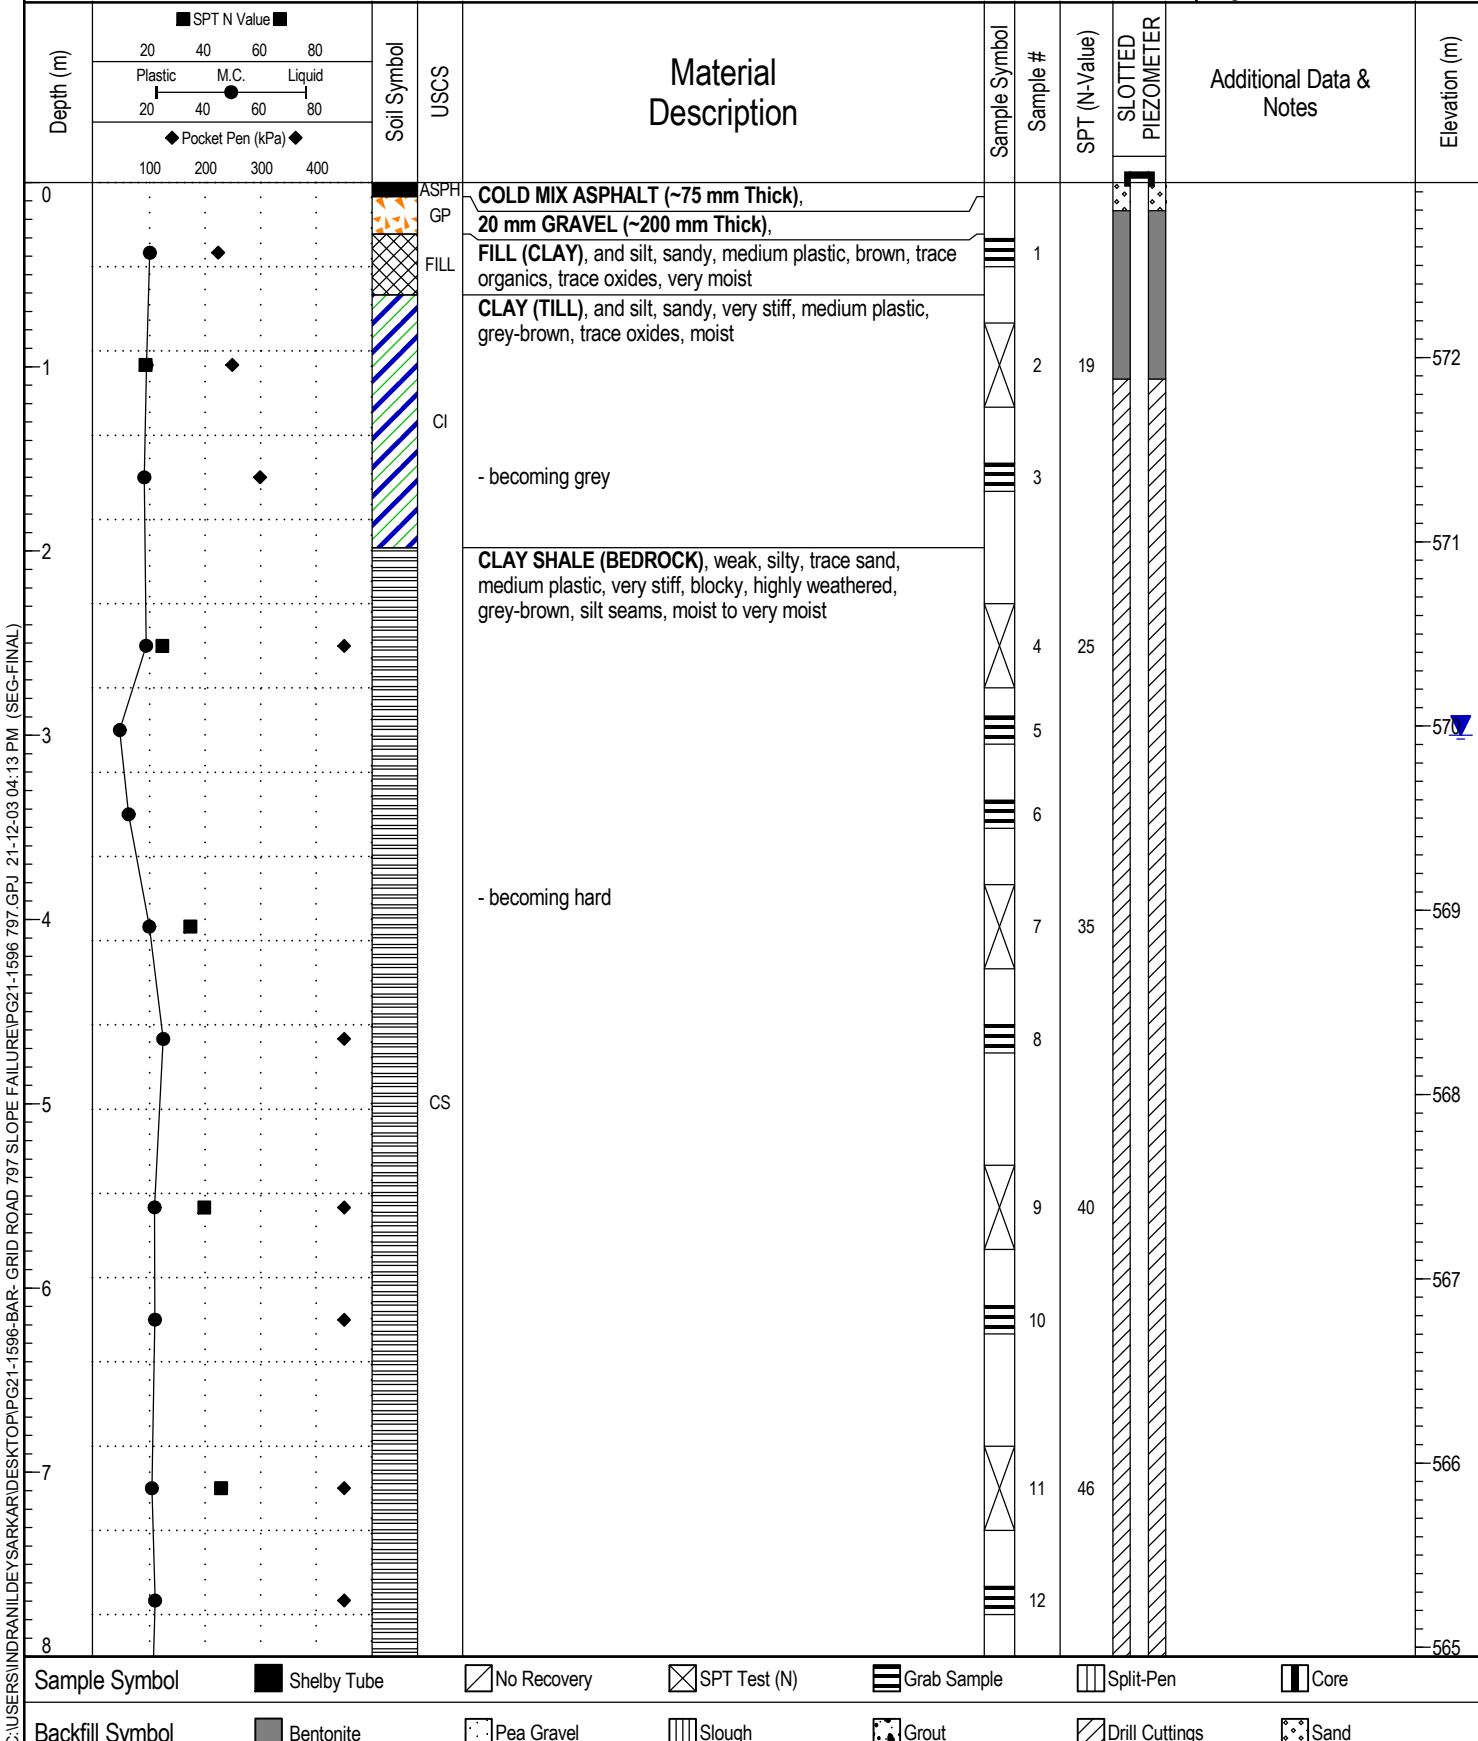 ■ SPT N Value ■
20 40 60 80
Plastic M.C. Liquid
20 40 60 80
◆ Pocket Pen (kPa) ◆
100 200 300 400
Depth (m)
Soil Symbol
USCS
Material
Description
Sample Symbol
Sample #
SPT (N-Value)
SLOTTED
PIEZOMETER
Additional Data &
Notes
Elevation (m)
0
ASPH
COLD MIX ASPHALT (~75 mm Thick),
GP
20 mm GRAVEL (~200 mm Thick),
FILL
FILL (CLAY), and silt, sandy, medium plastic, brown, trace
organics, trace oxides, very moist
1
CLAY (TILL), and silt, sandy, very stiff, medium plastic,
grey-brown, trace oxides, moist
1
2
19
572
CI
- becoming grey
3
2
571
CLAY SHALE (BEDROCK), weak, silty, trace sand,
medium plastic, very stiff, blocky, highly weathered,
grey-brown, silt seams, moist to very moist
4
25
3
5
570
6
- becoming hard
4
7
35
569
8
5
CS
568
9
40
6
10
567
7
11
46
566
12
8
565
C:\USERS\INDRANILDEYSARKAR\DESKTOP\PG21-1596-BAR- GRID ROAD 797 SLOPE FAILURE\PG21-1596 797.GPJ 21-12-03 04:13 PM (SEG-FINAL)
Sample Symbol Shelby Tube No Recovery SPT Test (N) Grab Sample Split-Pen Core
Backfill Symbol Bentonite Pea Gravel Slough Grout Drill Cuttings Sand